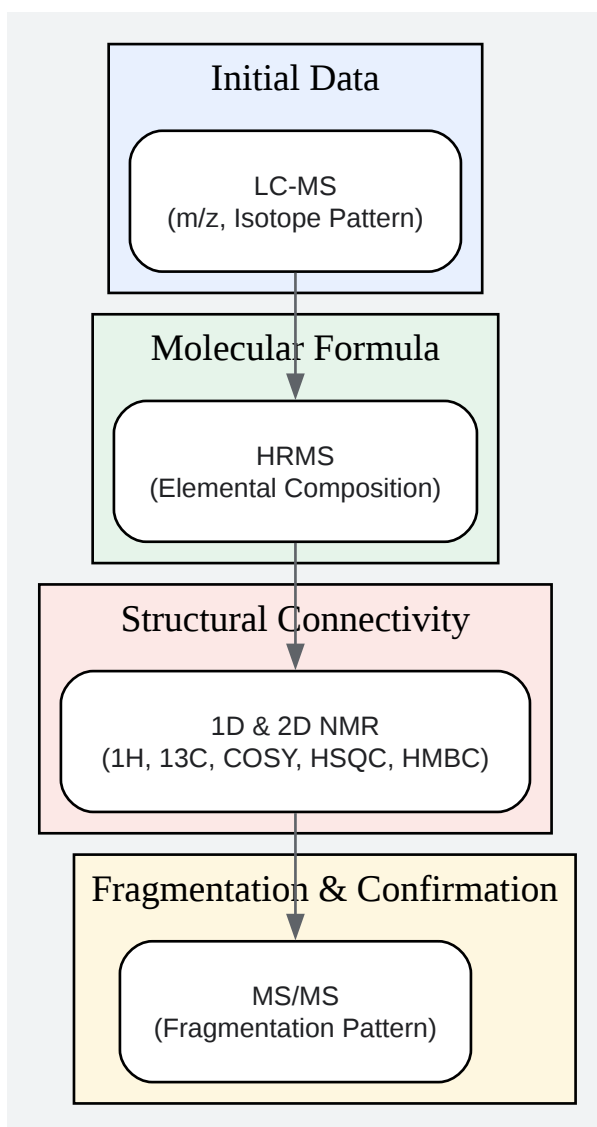 Initial Data
LC-MS
(m/z, Isotope Pattern)
Molecular Formula
HRMS
(Elemental Composition)
Structural Connectivity
1D & 2D NMR
(1H, 13C, COSY, HSQC, HMBC)
Fragmentation & Confirmation
MS/MS
(Fragmentation Pattern)